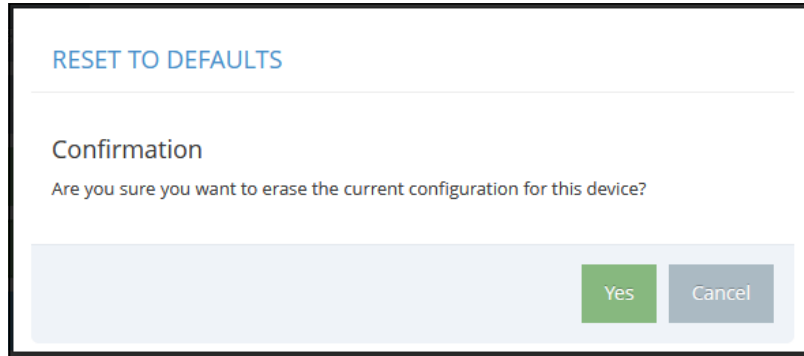 RESET TO DEFAULTS
Confirmation
Are you sure you want to erase the current configuration for this device?
Yes
Cancel